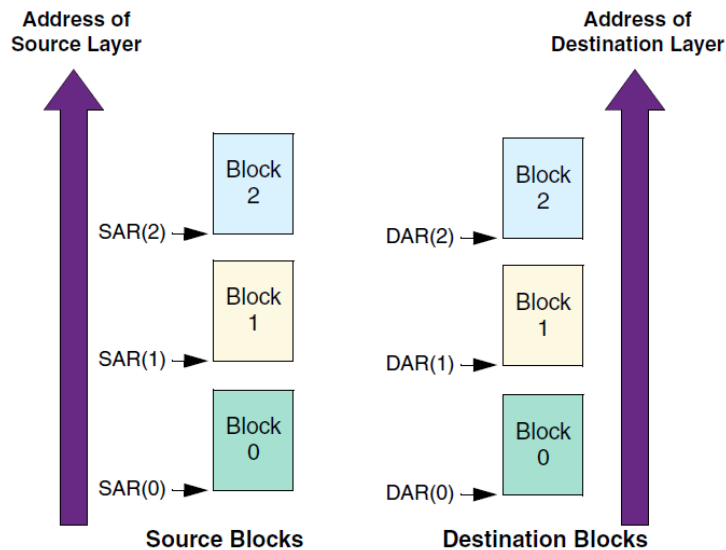 Address of
Source Layer
Address of
Destination Layer
Block
2
SAR(2)
Block
2
DAR(2)
Block
1
SAR(1)
Block
1
DAR(1)
Block
0
SAR(0)
Block
0
DAR(0)
Source Blocks
Destination Blocks